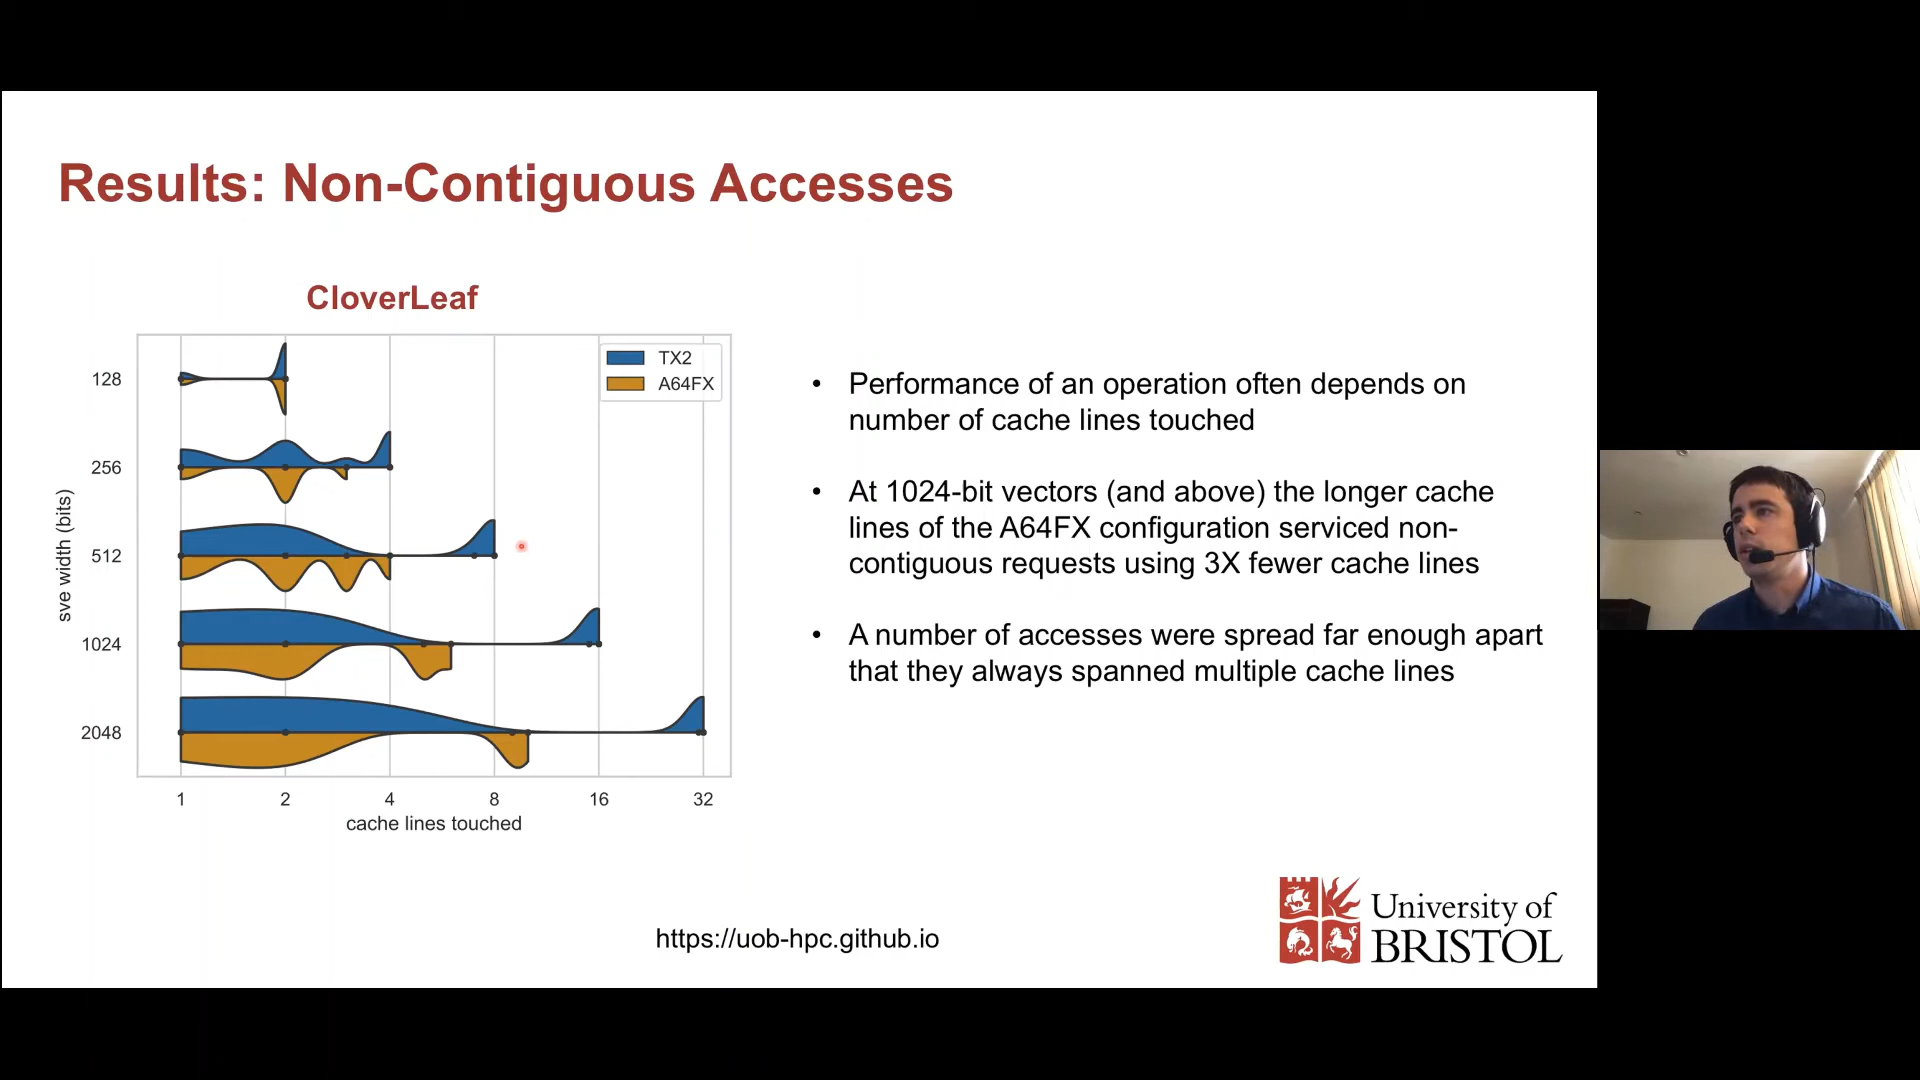 Results: Non-Contiguous Accesses
CloverLeaf
TX2
A64FX
128
256
512
1024
2048
sve width (bits)
1 2 4 8 16 32
cache lines touched
• Performance of an operation often depends on
number of cache lines touched
• At 1024-bit vectors (and above) the longer cache
lines of the A64FX configuration serviced non-
contiguous requests using 3X fewer cache lines
• A number of accesses were spread far enough apart
that they always spanned multiple cache lines
https://uob-hpc.github.io
University of
BRISTOL